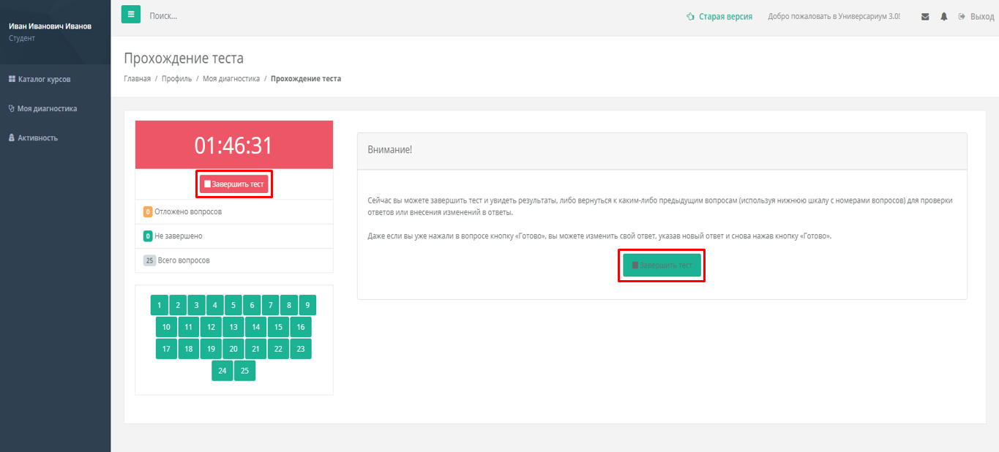 Иван Иванович Иванов
Студент
Каталог курсов
Моя диагностика
Активность
Поиск...
Старая версия
Добро пожаловать в Универсариум 3.0!
Выход
Прохождение теста
Главная / Профиль / Моя диагностика / Прохождение теста
01:46:31
Завершить тест
0 Отложено вопросов
0 Не завершено
25 Всего вопросов
1 2 3 4 5 6 7 8 9
10 11 12 13 14 15 16
17 18 19 20 21 22 23
24 25
Внимание!
Сейчас вы можете завершить тест и увидеть результаты, либо вернуться к каким-либо предыдущим вопросам (используя нижнюю шкалу с номерами вопросов) для проверки
ответов или внесения изменений в ответы.
Даже если вы уже нажали в вопросе кнопку «Готово», вы можете изменить свой ответ, указав новый ответ и снова нажав кнопку «Готово».
Завершить тест